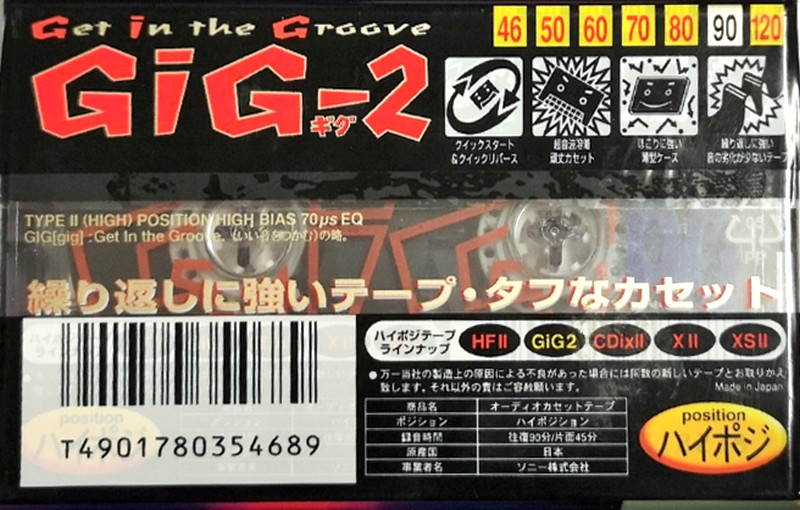 Get in the Groove
GiG-2
ギグ
46 50 60 70 80 90 120
クイックスタート
&クイックリバース
超音波溶着
頑丈カセット
ほこりに強い
薄型ケース
繰り返しに強い
音の劣化が少ないテープ
TYPE II (HIGH) POSITION HIGH BIAS 70μs EQ
GIG[gig] :Get In the Groove. (いい音をつかむ)の略。
繰り返しに強いテープ・タフなカセット
ハイポジテープ
ラインナップ
HFⅡ GiG2 CDixⅡ XⅡ XSⅡ
●万一当社の製造上の原因による不良があった場合には同数の新しいテープとお取りかえ
致します。それ以外の責はご容赦願います。
Made in Japan
商品名 オーディオカセットテープ
ポジション ハイポジション
録音時間 往復90分/片面45分
原産国 日本
事業者名 ソニー株式会社
position
ハイポジ
T4901780354689